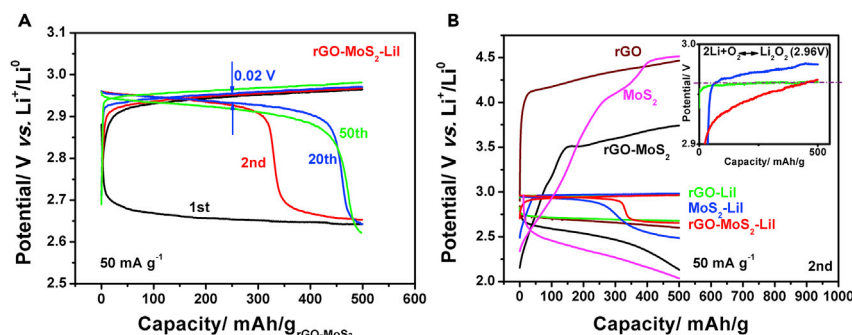 A
rGO-MoS₂-LiI
0.02 V
50th
2nd
20th
1st
50 mA g⁻¹
Potential/ V vs. Li⁺/Li⁰
3.1
3.0
2.9
2.8
2.7
2.6
2.5
0 100 200 300 400 500 600
Capacity/ mAh/g rGO-MoS₂
B
rGO
MoS₂
rGO-MoS₂
2Li+O₂↔Li₂O₂ (2.96V)
3.0
2.9
Potential/ V
0 500
Capacity/ mAh/g
rGO-LiI
MoS₂-LiI
rGO-MoS₂-LiI
50 mA g⁻¹
2nd
Potential/ V vs. Li⁺/Li⁰
4.5
4.0
3.5
3.0
2.5
2.0
0 100 200 300 400 500 600 700 800 900 1000
Capacity/ mAh/g